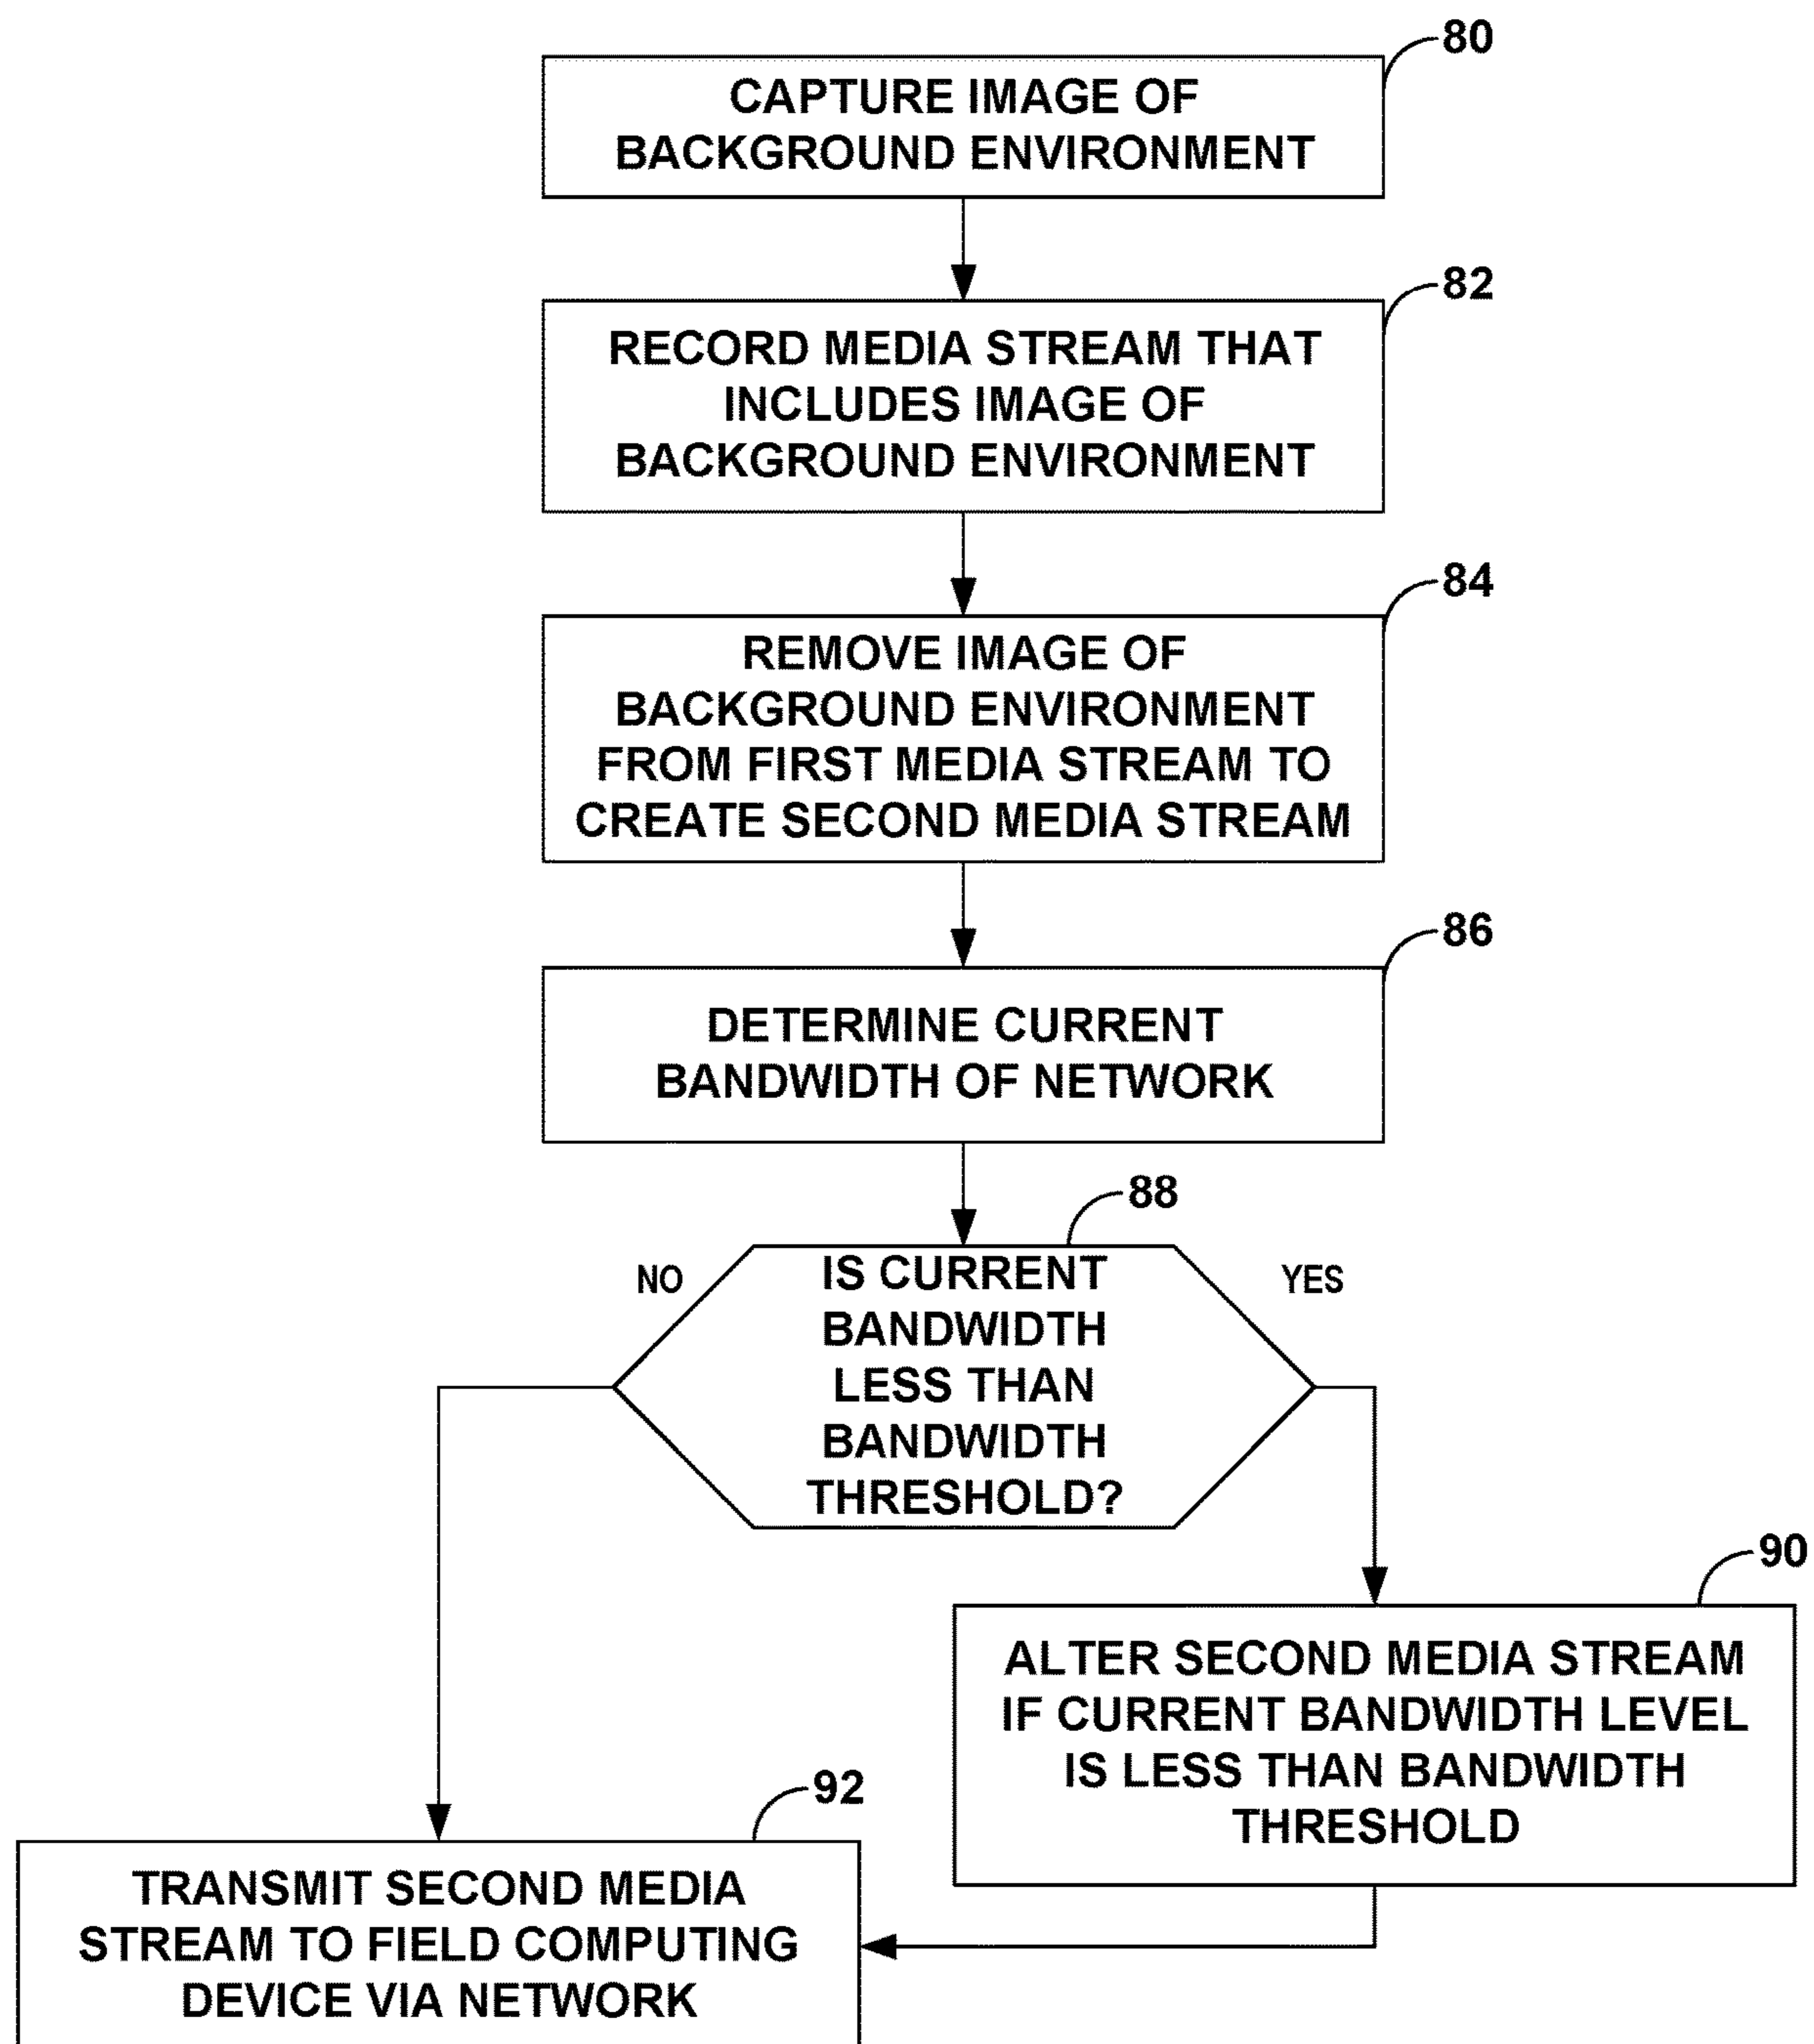 80
CAPTURE IMAGE OF
BACKGROUND ENVIRONMENT
82
RECORD MEDIA STREAM THAT
INCLUDES IMAGE OF
BACKGROUND ENVIRONMENT
84
REMOVE IMAGE OF
BACKGROUND ENVIRONMENT
FROM FIRST MEDIA STREAM TO
CREATE SECOND MEDIA STREAM
86
DETERMINE CURRENT
BANDWIDTH OF NETWORK
88
NO
IS CURRENT
BANDWIDTH
LESS THAN
BANDWIDTH
THRESHOLD?
YES
90
ALTER SECOND MEDIA STREAM
IF CURRENT BANDWIDTH LEVEL
IS LESS THAN BANDWIDTH
THRESHOLD
92
TRANSMIT SECOND MEDIA
STREAM TO FIELD COMPUTING
DEVICE VIA NETWORK